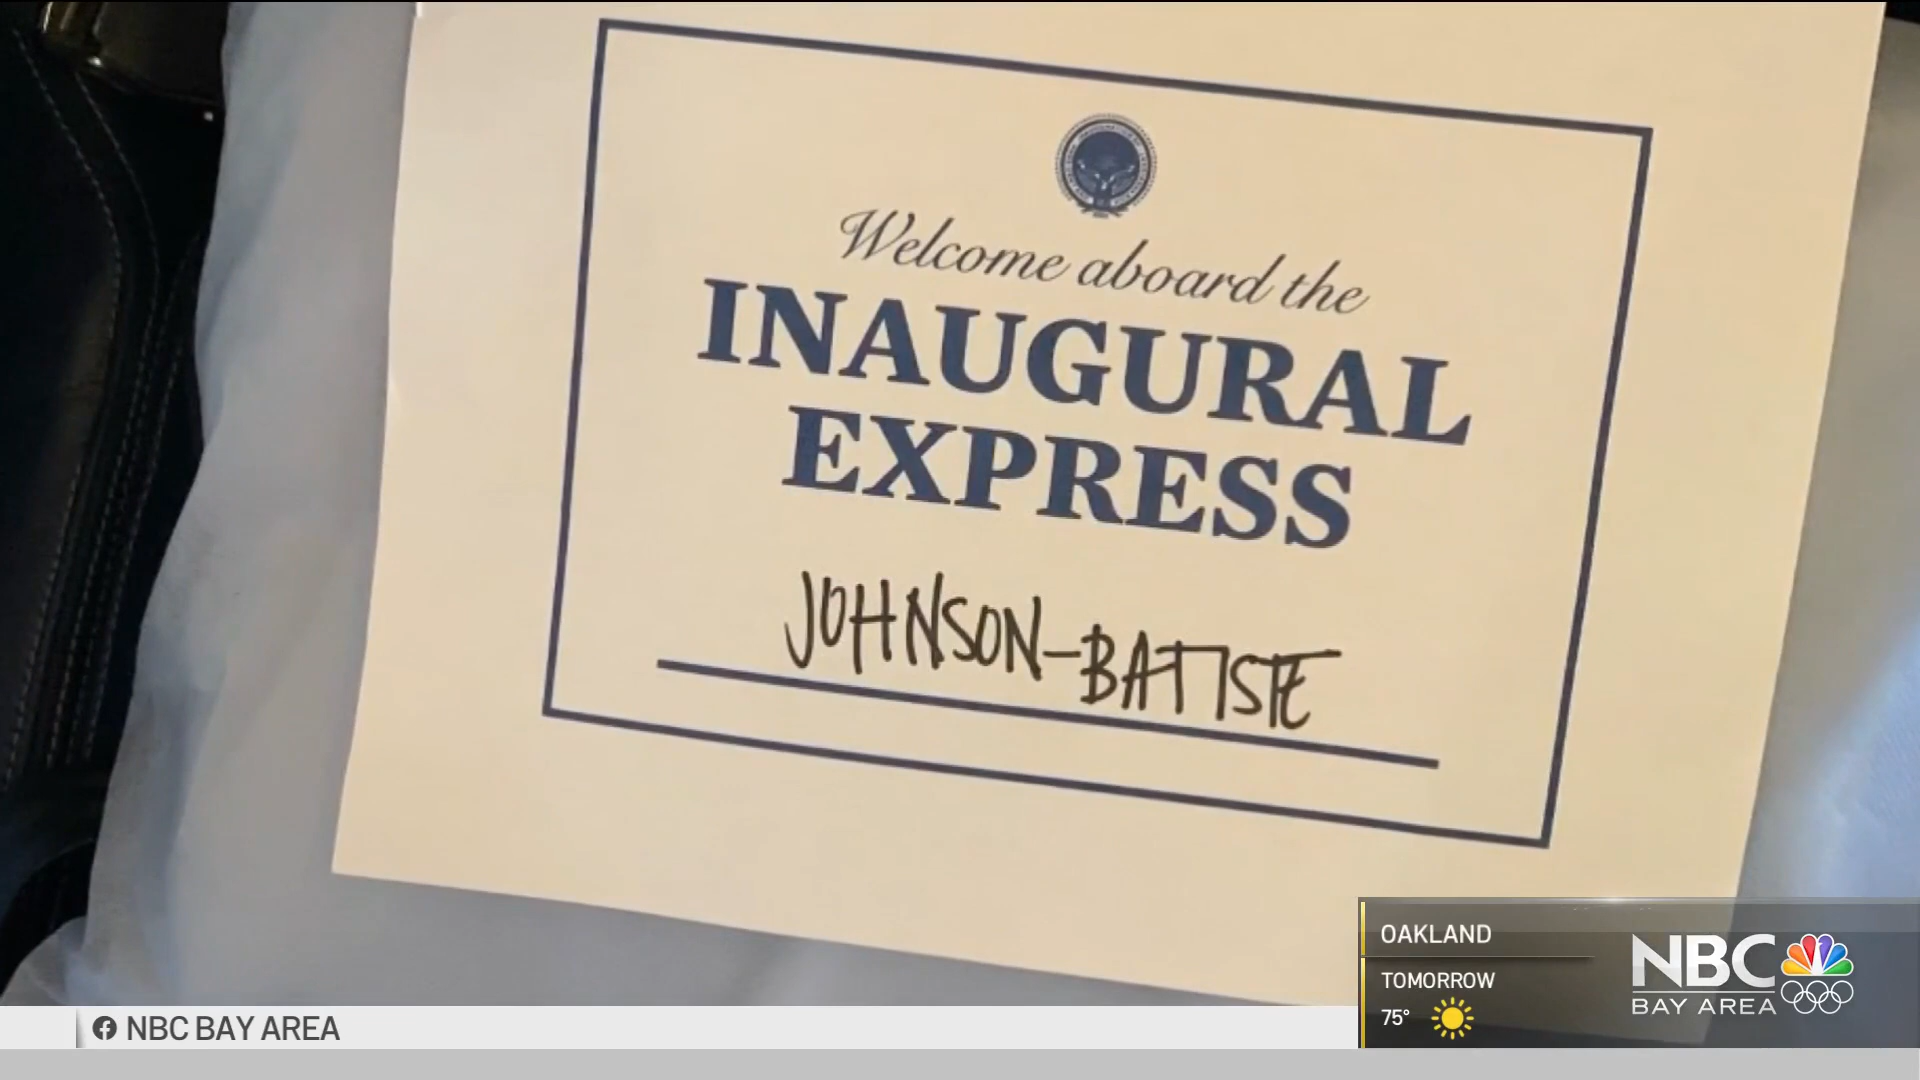 Welcome aboard the
INAUGURAL
EXPRESS
JOHNSON-BATISTE
OAKLAND
TOMORROW
75°
NBC
BAY AREA
NBC BAY AREA